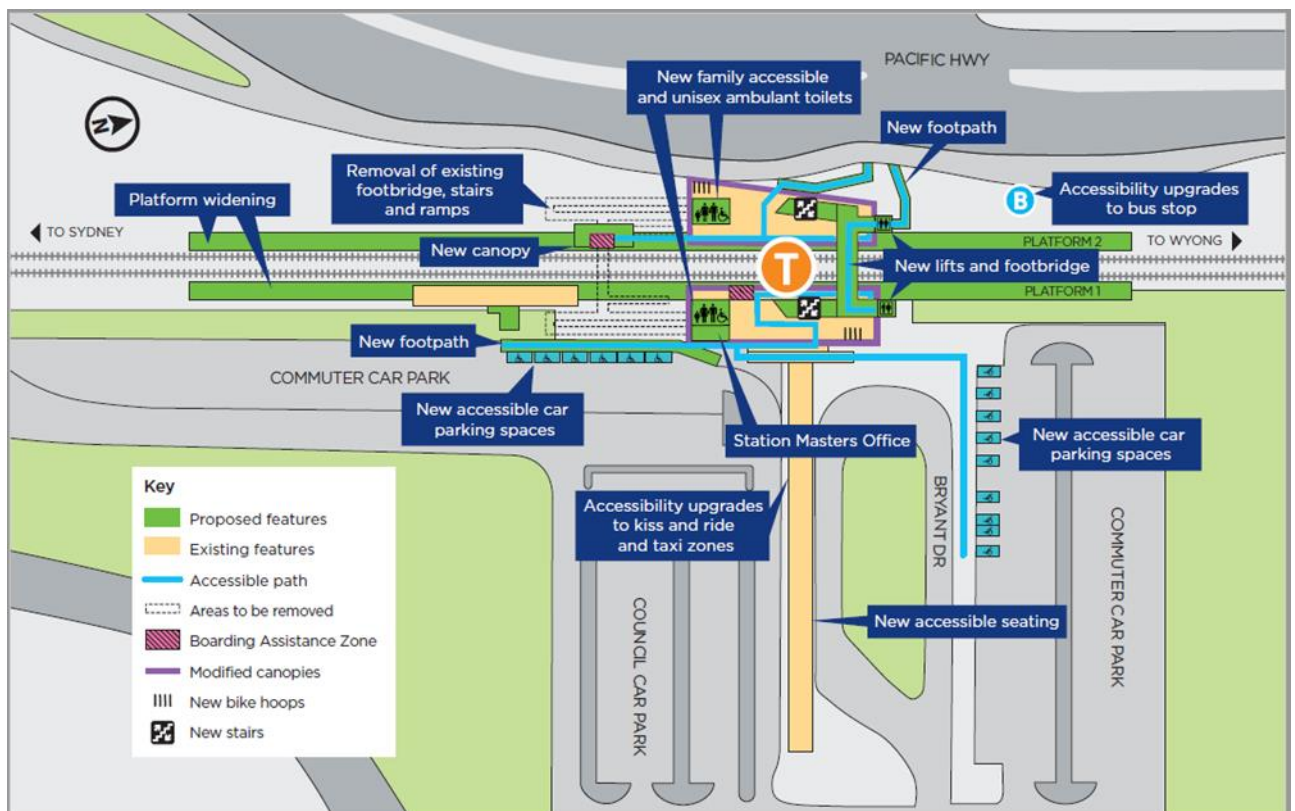 PACIFIC HWY
New family accessible
and unisex ambulant toilets
New footpath
N
Removal of existing
footbridge, stairs
and ramps
Accessibility upgrades
to bus stop
B
Platform widening
TO SYDNEY
New canopy
T
PLATFORM 2
TO WYONG
New lifts and footbridge
PLATFORM 1
New footpath
COMMUTER CAR PARK
New accessible car
parking spaces
Station Masters Office
New accessible car
parking spaces
Key
Proposed features
Existing features
Accessible path
Areas to be removed
Boarding Assistance Zone
Modified canopies
New bike hoops
New stairs
Accessibility upgrades
to kiss and ride
and taxi zones
BRYANT DR
COMMUTER CAR PARK
COUNCIL CAR PARK
New accessible seating